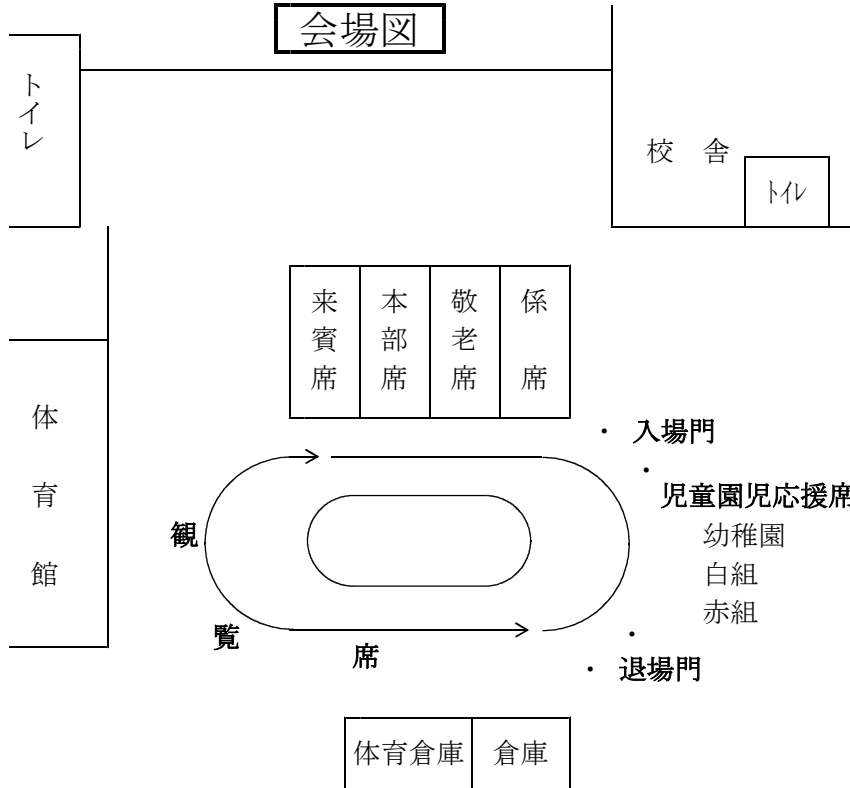 会場図
トイレ
校　舎
トイレ
来賓席
本部席
敬老席
係　席
体育館
・ 入場門
・
児童園児応援席
幼稚園
白組
赤組
観覧席
・
・ 退場門
体育倉庫
倉庫